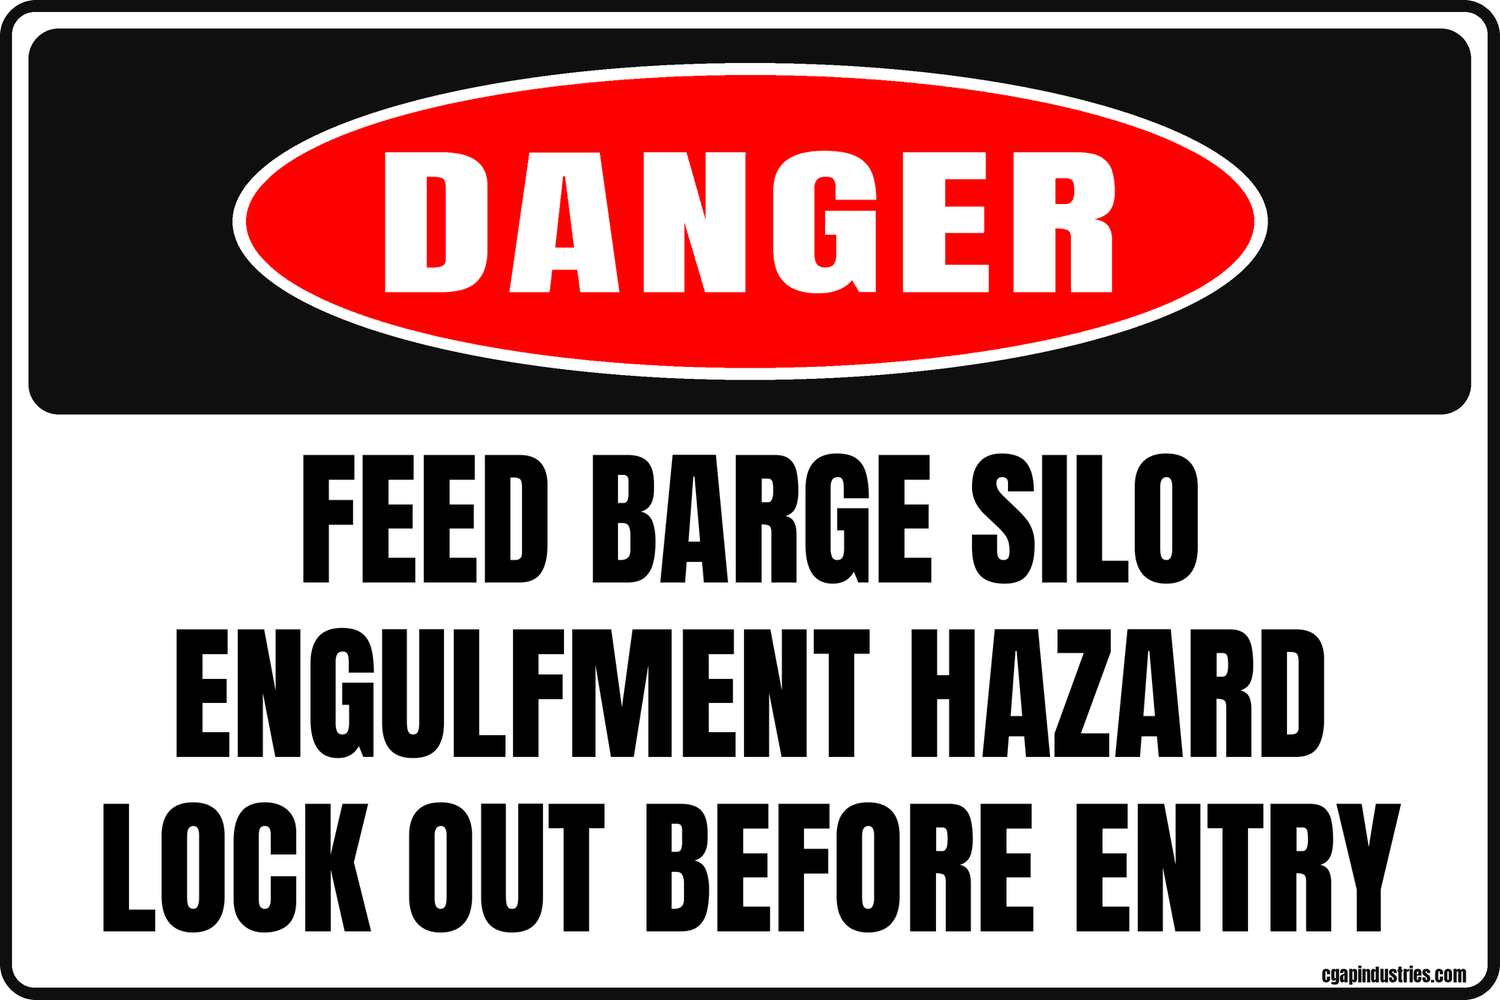 DANGER
FEED BARGE SILO
ENGULFMENT HAZARD
LOCK OUT BEFORE ENTRY
cgapindustries.com